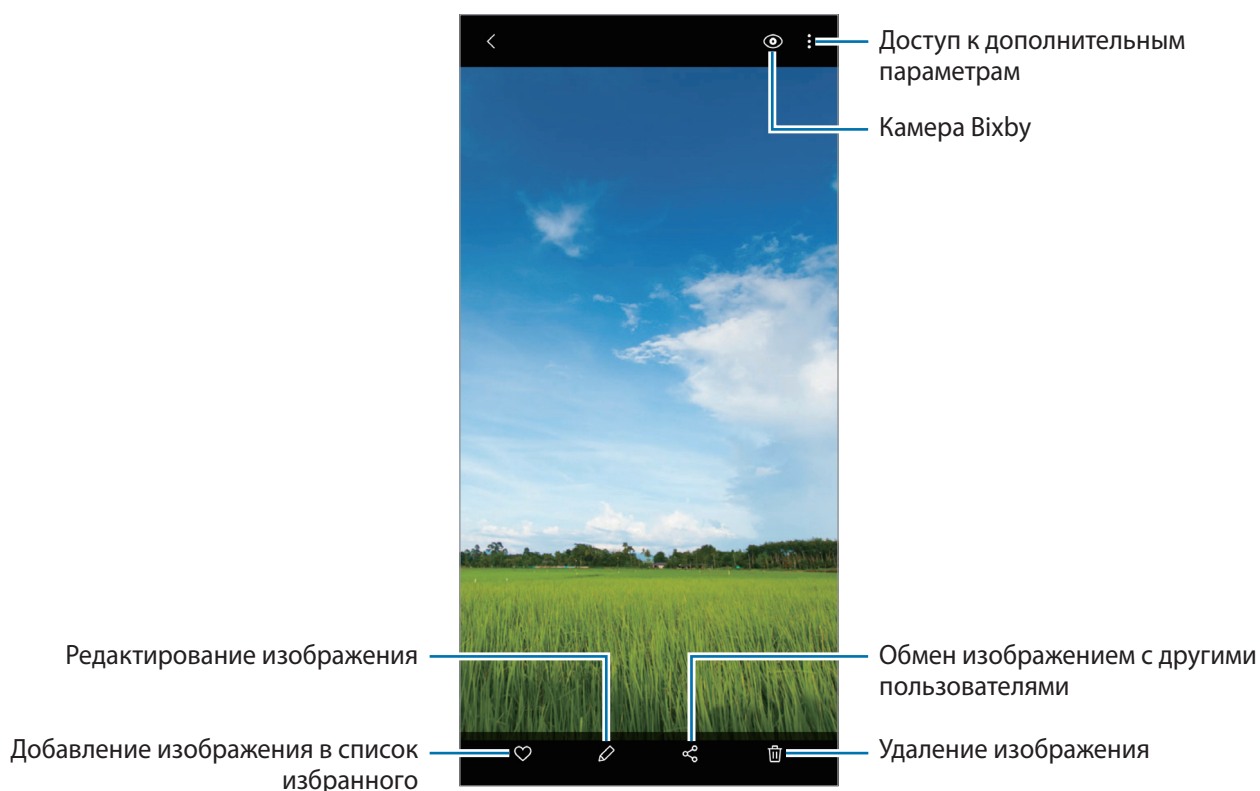 Доступ к дополнительным
параметрам
Камера Bixby
Редактирование изображения
Обмен изображением с другими
пользователями
Добавление изображения в список
избранного
Удаление изображения